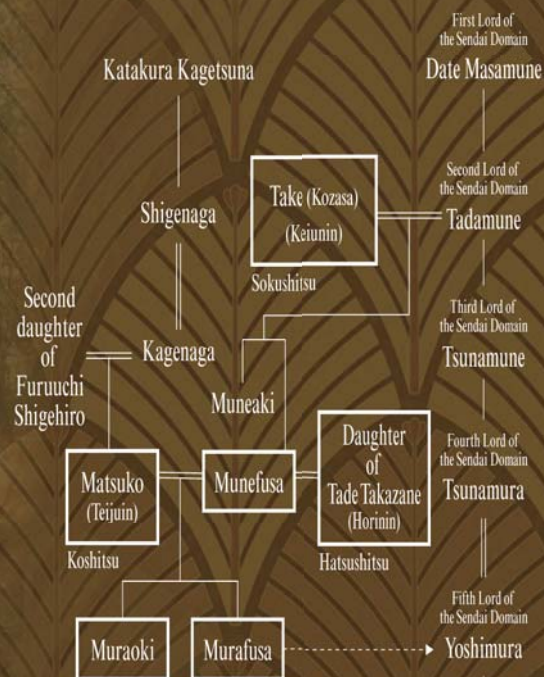 First Lord of
the Sendai Domain
Date Masamune
Katakura Kagetsuna
Second Lord of
the Sendai Domain
Tadamune
Take (Kozasa)
(Keiunin)
Sokushitsu
Shigenaga
Third Lord of
the Sendai Domain
Tsunamune
Second
daughter
of
Furuuchi
Shigehiro
Kagenaga
Muneaki
Fourth Lord of
the Sendai Domain
Tsunamura
Matsuko
(Teijuin)
Koshitsu
Munefusa
Daughter
of
Tade Takazane
(Horinin)
Hatsushitsu
Fifth Lord of
the Sendai Domain
Yoshimura
Muraoki
Murafusa